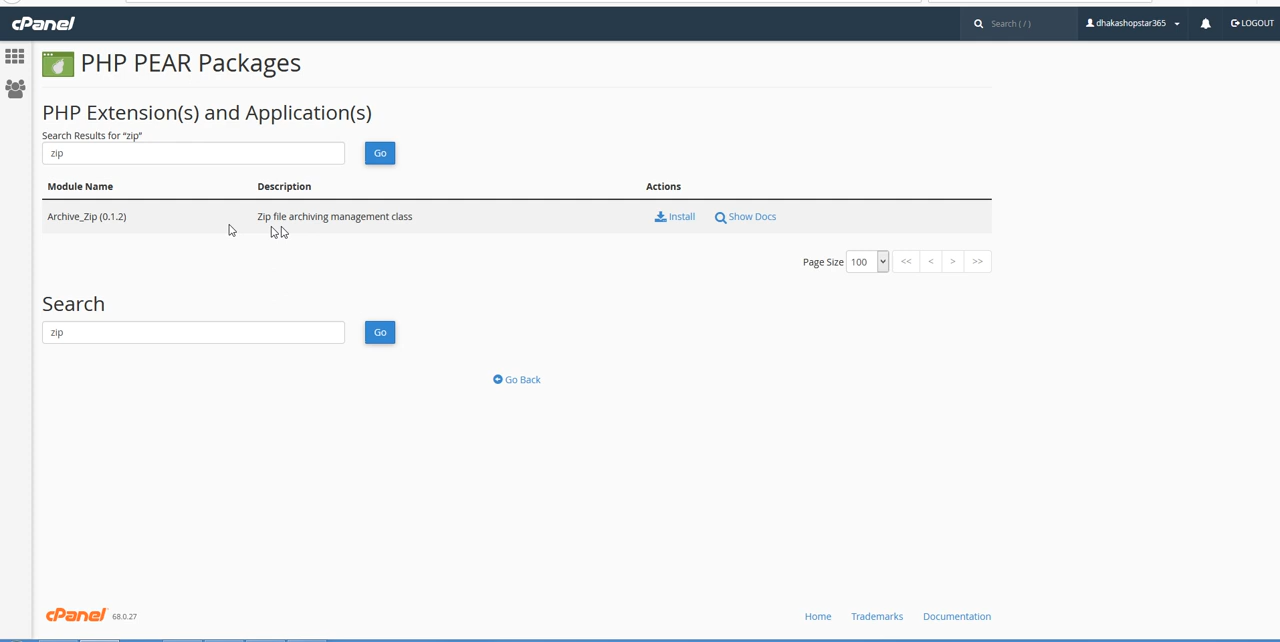 cPanel
Search ( / )
dhakashopstar365
LOGOUT
PHP PEAR Packages
PHP Extension(s) and Application(s)
Search Results for “zip”
zip
Go
Module Name Description Actions
Archive_Zip (0.1.2) Zip file archiving management class Install Show Docs
Page Size 100 << < > >>
Search
zip
Go
Go Back
cPanel 68.0.27
Home Trademarks Documentation